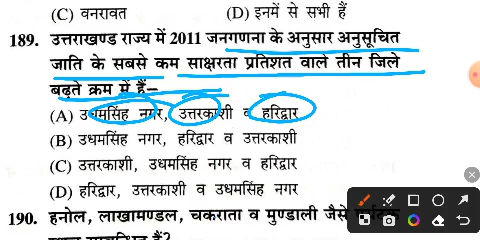 (C) वनरावत (D) इनमें से सभी हैं
189. उत्तराखण्ड राज्य में 2011 जनगणना के अनुसार अनुसूचित
जाति के सबसे कम साक्षरता प्रतिशत वाले तीन जिले
बढ़ते क्रम में हैं–
(A) उधमसिंह नगर, उत्तरकाशी व हरिद्वार
(B) उधमसिंह नगर, हरिद्वार व उत्तरकाशी
(C) उत्तरकाशी, उधमसिंह नगर व हरिद्वार
(D) हरिद्वार, उत्तरकाशी व उधमसिंह नगर
190. हनोल, लाखामण्डल, चकराता व मुण्डाली जैसे